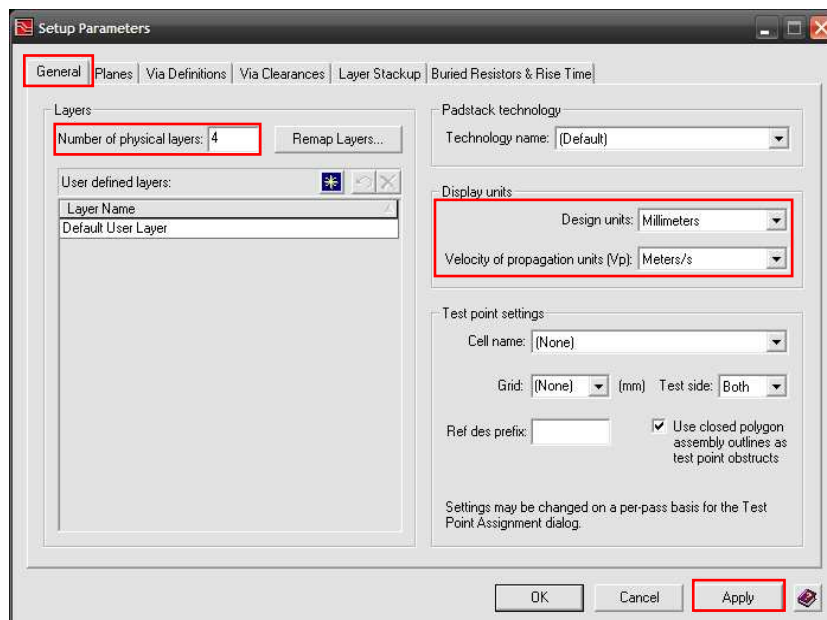 Setup Parameters
General Planes Via Definitions Via Clearances Layer Stackup Buried Resistors & Rise Time
Layers
Number of physical layers: 4 Remap Layers...
User defined layers:
Layer Name
Default User Layer
Padstack technology
Technology name: (Default)
Display units
Design units: Millimeters
Velocity of propagation units (Vp): Meters/s
Test point settings
Cell name: (None)
Grid: (None) (mm) Test side: Both
Ref des prefix:
Use closed polygon
assembly outlines as
test point obstructs
Settings may be changed on a per-pass basis for the Test
Point Assignment dialog.
OK Cancel Apply